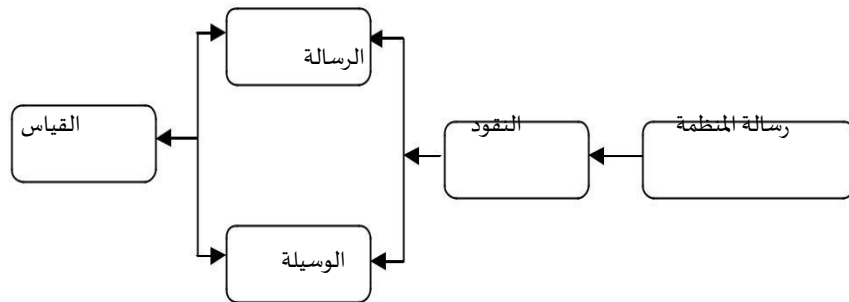 رسالة المنظمة
النقود
الرسالة
الوسيلة
القياس